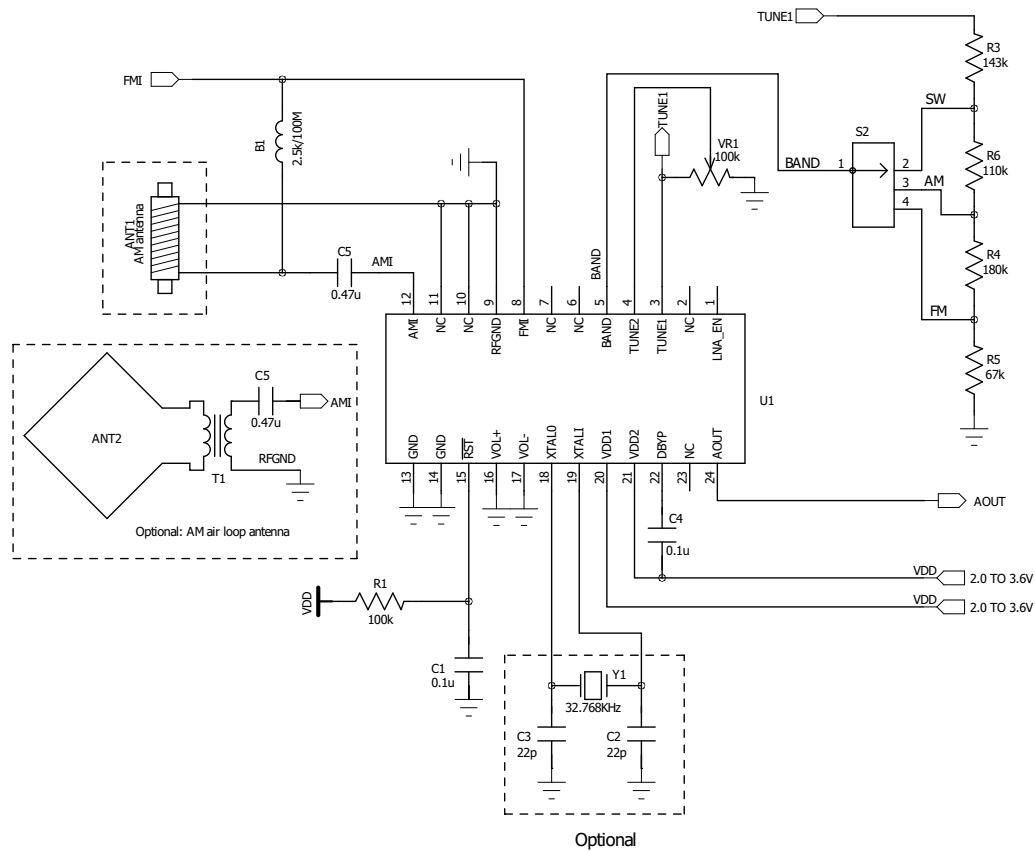 TUNE1
R3
143k
SW
R6
110k
AM
R4
180k
FM
R5
67k
S2
1
2
3
4
BAND
FMI
B1
2.5k/100M
TUNE1
VR1
100k
ANT1
AM antenna
C5
0.47u
AMI
BAND
12
11
10
9
8
7
6
5
4
3
2
1
AMI
NC
NC
RFGND
FMI
NC
NC
BAND
TUNE2
TUNE1
NC
LNA_EN
U1
GND
GND
RST
VOL+
VOL-
XTALO
XTALI
VDD1
VDD2
DBYP
NC
AOUT
13
14
15
16
17
18
19
20
21
22
23
24
C5
0.47u
AMI
ANT2
T1
RFGND
Optional: AM air loop antenna
AOUT
C4
0.1u
VDD
2.0 TO 3.6V
VDD
2.0 TO 3.6V
VDD
R1
100k
C1
0.1u
Y1
32.768KHz
C3
22p
C2
22p
Optional